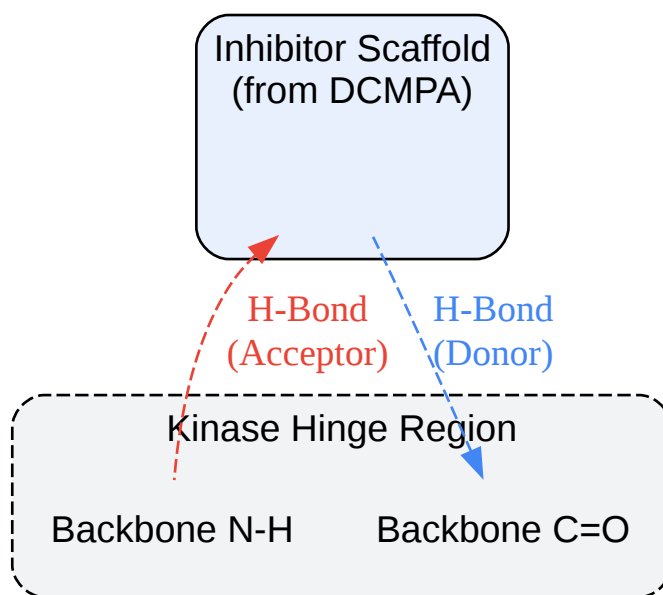 Inhibitor Scaffold
(from DCMPA)
H-Bond
(Acceptor)
H-Bond
(Donor)
Kinase Hinge Region
Backbone N-H
Backbone C=O